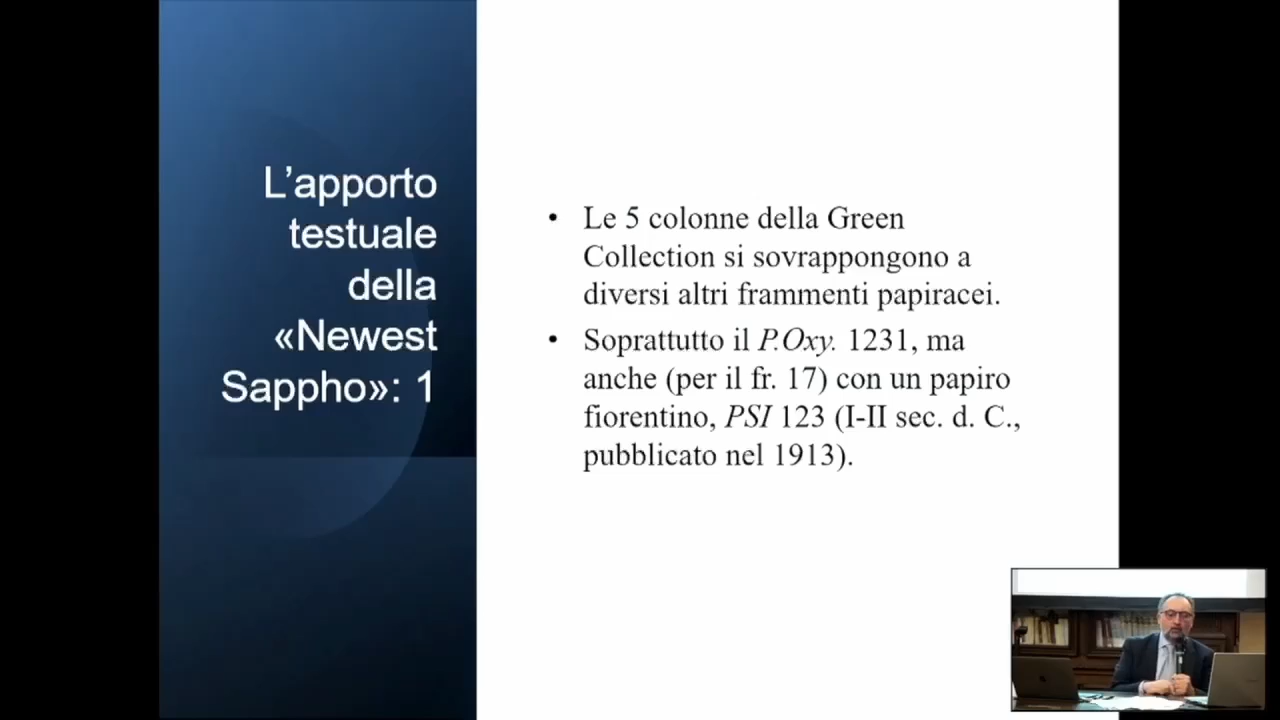 L’apporto
testuale
della
«Newest
Sappho»: 1
• Le 5 colonne della Green
Collection si sovrappongono a
diversi altri frammenti papiracei.
• Soprattutto il P.Oxy. 1231, ma
anche (per il fr. 17) con un papiro
fiorentino, PSI 123 (I-II sec. d. C.,
pubblicato nel 1913).